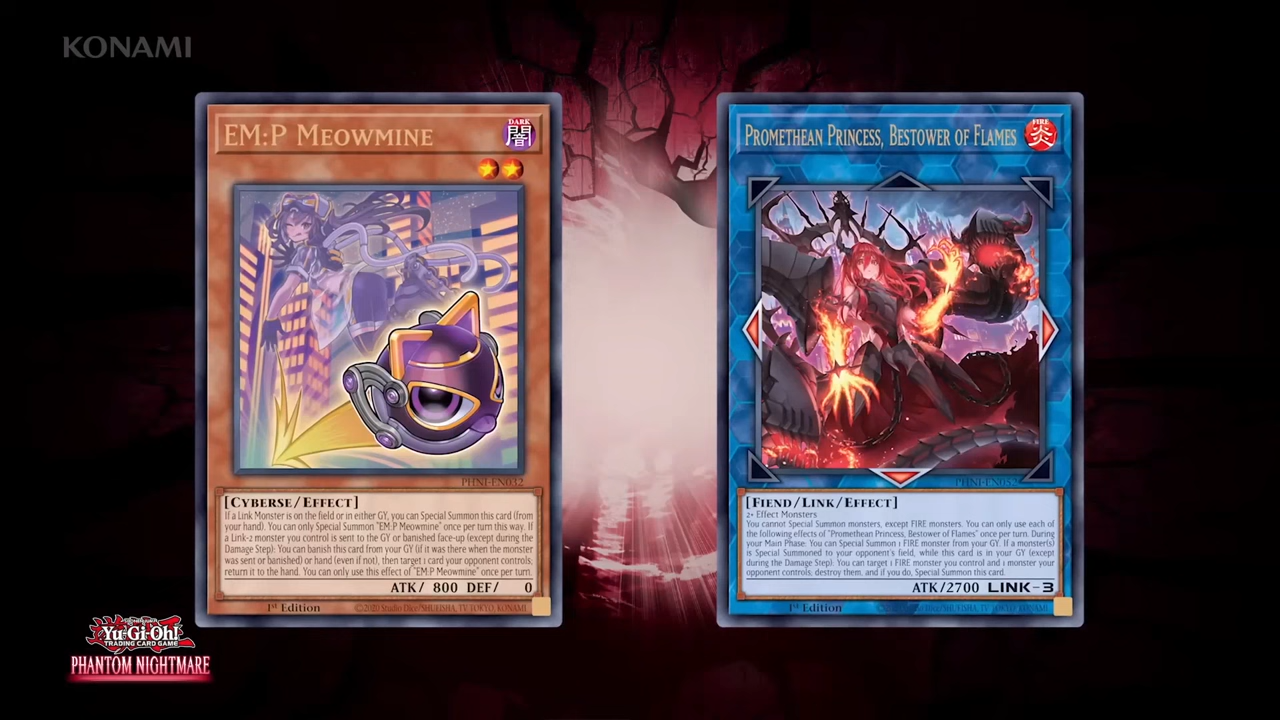 KONAMI
EM:P MEOWMINE
DARK
闇
PHNI-EN032
[CYBERSE/EFFECT]
If a Link Monster is on the field or in either GY, you can Special Summon this card (from
your hand). You can only Special Summon "EM:P Meowmine" once per turn this way. If
a Link-2 monster you control is sent to the GY or banished face-up (except during the
Damage Step): You can banish this card from your GY (if it was there when the monster
was sent or banished) or hand (even if not), then target 1 card your opponent controls;
return it to the hand. You can only use this effect of "EM:P Meowmine" once per turn.
ATK/ 800 DEF/ 0
1st Edition
©2020 Studio Dice/SHUEISHA, TV TOKYO, KONAMI
PROMETHEAN PRINCESS, BESTOWER OF FLAMES
FIRE
炎
PHNI-EN052
[FIEND/LINK/EFFECT]
2+ Effect Monsters
You cannot Special Summon monsters, except FIRE monsters. You can only use each of
the following effects of "Promethean Princess, Bestower of Flames" once per turn. During
your Main Phase: You can Special Summon 1 FIRE monster from your GY. If a monster(s)
is Special Summoned to your opponent's field, while this card is in your GY (except
during the Damage Step): You can target 1 FIRE monster you control and 1 monster your
opponent controls; destroy them, and if you do, Special Summon this card.
ATK/2700 LINK-3
1st Edition
©2020 Studio Dice/SHUEISHA, TV TOKYO, KONAMI
Yu-Gi-Oh!
TRADING CARD GAME
PHANTOM NIGHTMARE